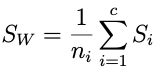 $S_W = \frac{1}{n_i} \sum_{i=1}^{c} S_i$